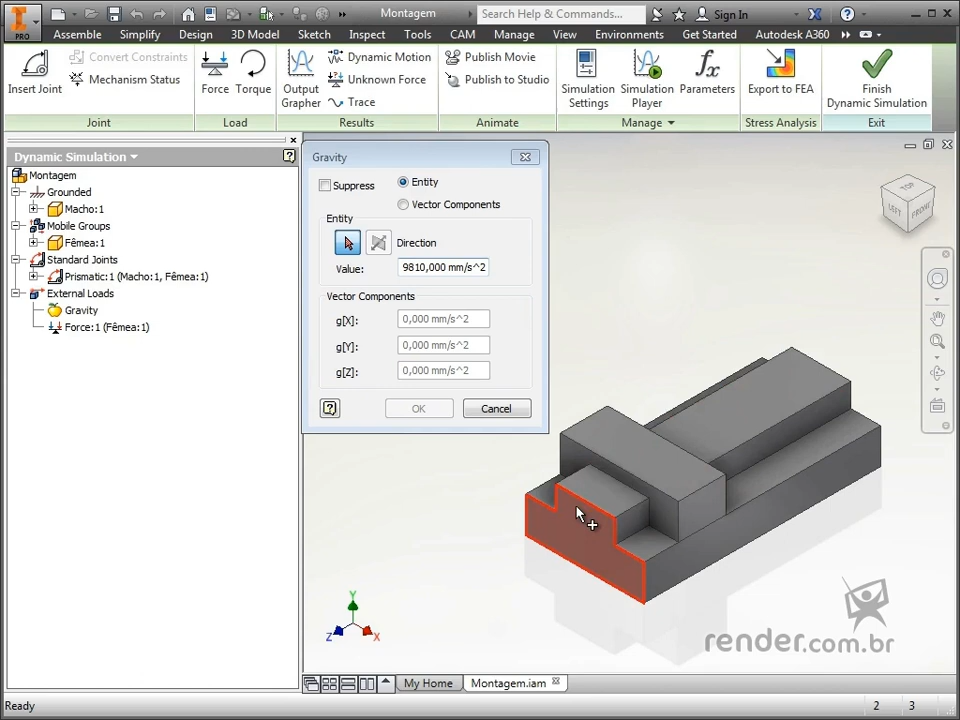 Montagem
Search Help & Commands...
Sign In
PRO
Assemble
Simplify
Design
3D Model
Sketch
Inspect
Tools
CAM
Manage
View
Environments
Get Started
Autodesk A360
Insert Joint
Convert Constraints
Mechanism Status
Joint
Force
Torque
Load
Output
Grapher
Dynamic Motion
Unknown Force
Trace
Results
Publish Movie
Publish to Studio
Animate
Simulation
Settings
Simulation
Player
fx
Parameters
Manage
Export to FEA
Stress Analysis
Finish
Dynamic Simulation
Exit
Dynamic Simulation
Montagem
Grounded
Macho:1
Mobile Groups
Fêmea:1
Standard Joints
Prismatic:1 (Macho:1, Fêmea:1)
External Loads
Gravity
Force:1 (Fêmea:1)
Gravity
Suppress
Entity
Vector Components
Entity
Direction
Value:
9810,000 mm/s^2
Vector Components
g[X]:
0,000 mm/s^2
g[Y]:
0,000 mm/s^2
g[Z]:
0,000 mm/s^2
OK
Cancel
TOP
LEFT
FRONT
Y
Z
X
render.com.br
My Home
Montagem.iam
Ready
2
3